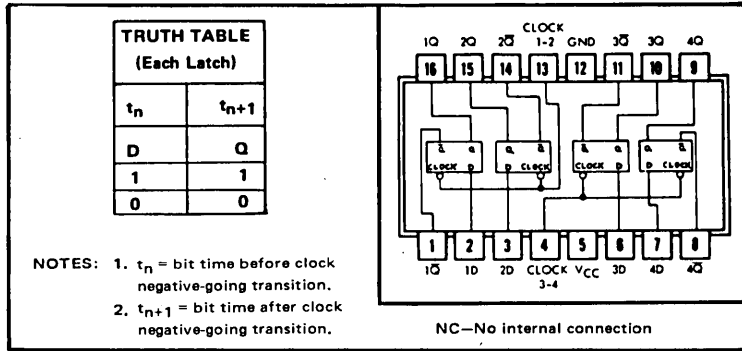 TRUTH TABLE
(Each Latch)
tn tn+1
D Q
1 1
0 0
NOTES: 1. tn = bit time before clock
negative-going transition.
2. tn+1 = bit time after clock
negative-going transition.
CLOCK
1Q 2Q 2Q̅ 1-2 GND 3Q̅ 3Q 4Q
16 15 14 13 12 11 10 9
Q̅ Q Q Q̅ Q̅ Q Q Q̅
CLOCK D D CLOCK CLOCK D D CLOCK
1 2 3 4 5 6 7 8
1Q̅ 1D 2D CLOCK VCC 3D 4D 4Q̅
3-4
NC—No internal connection